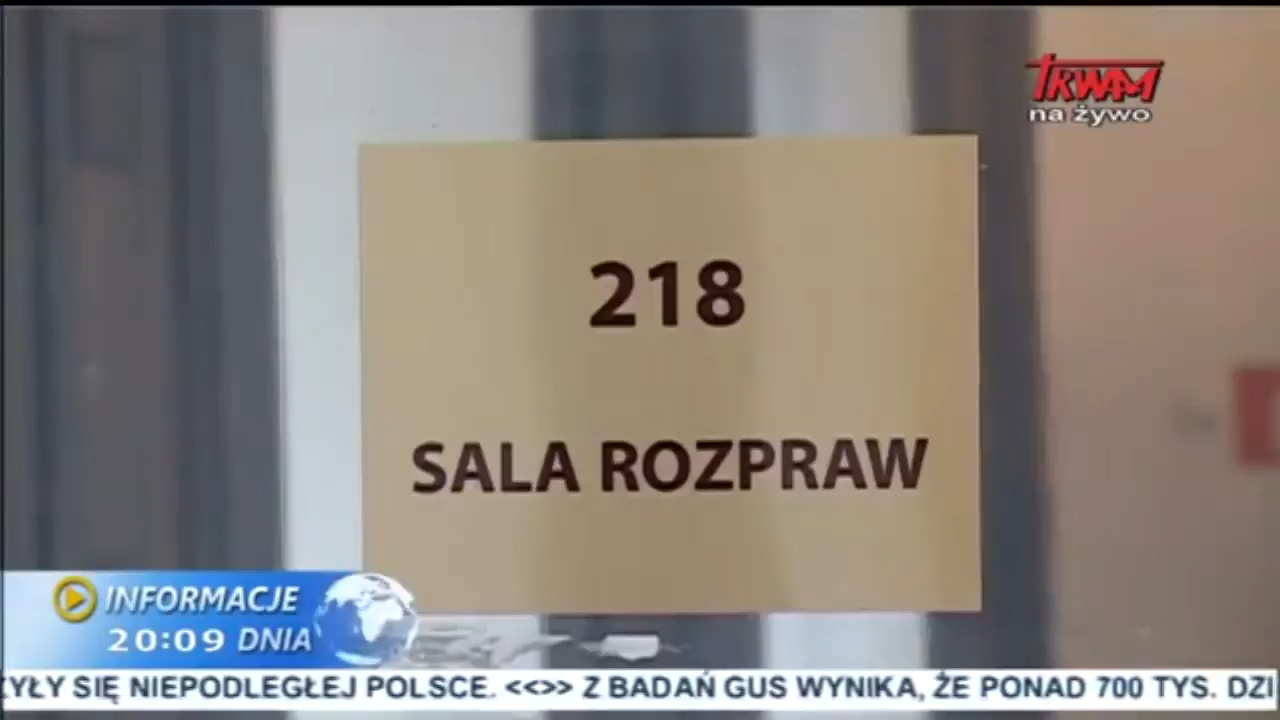 TRWAM
na żywo
218
SALA ROZPRAW
INFORMACJE
20:09 DNIA
SIĘ NIEPODLEGŁEJ POLSCE. <<>> Z BADAŃ GUS WYNIKA, ŻE PONAD 700 TYS.